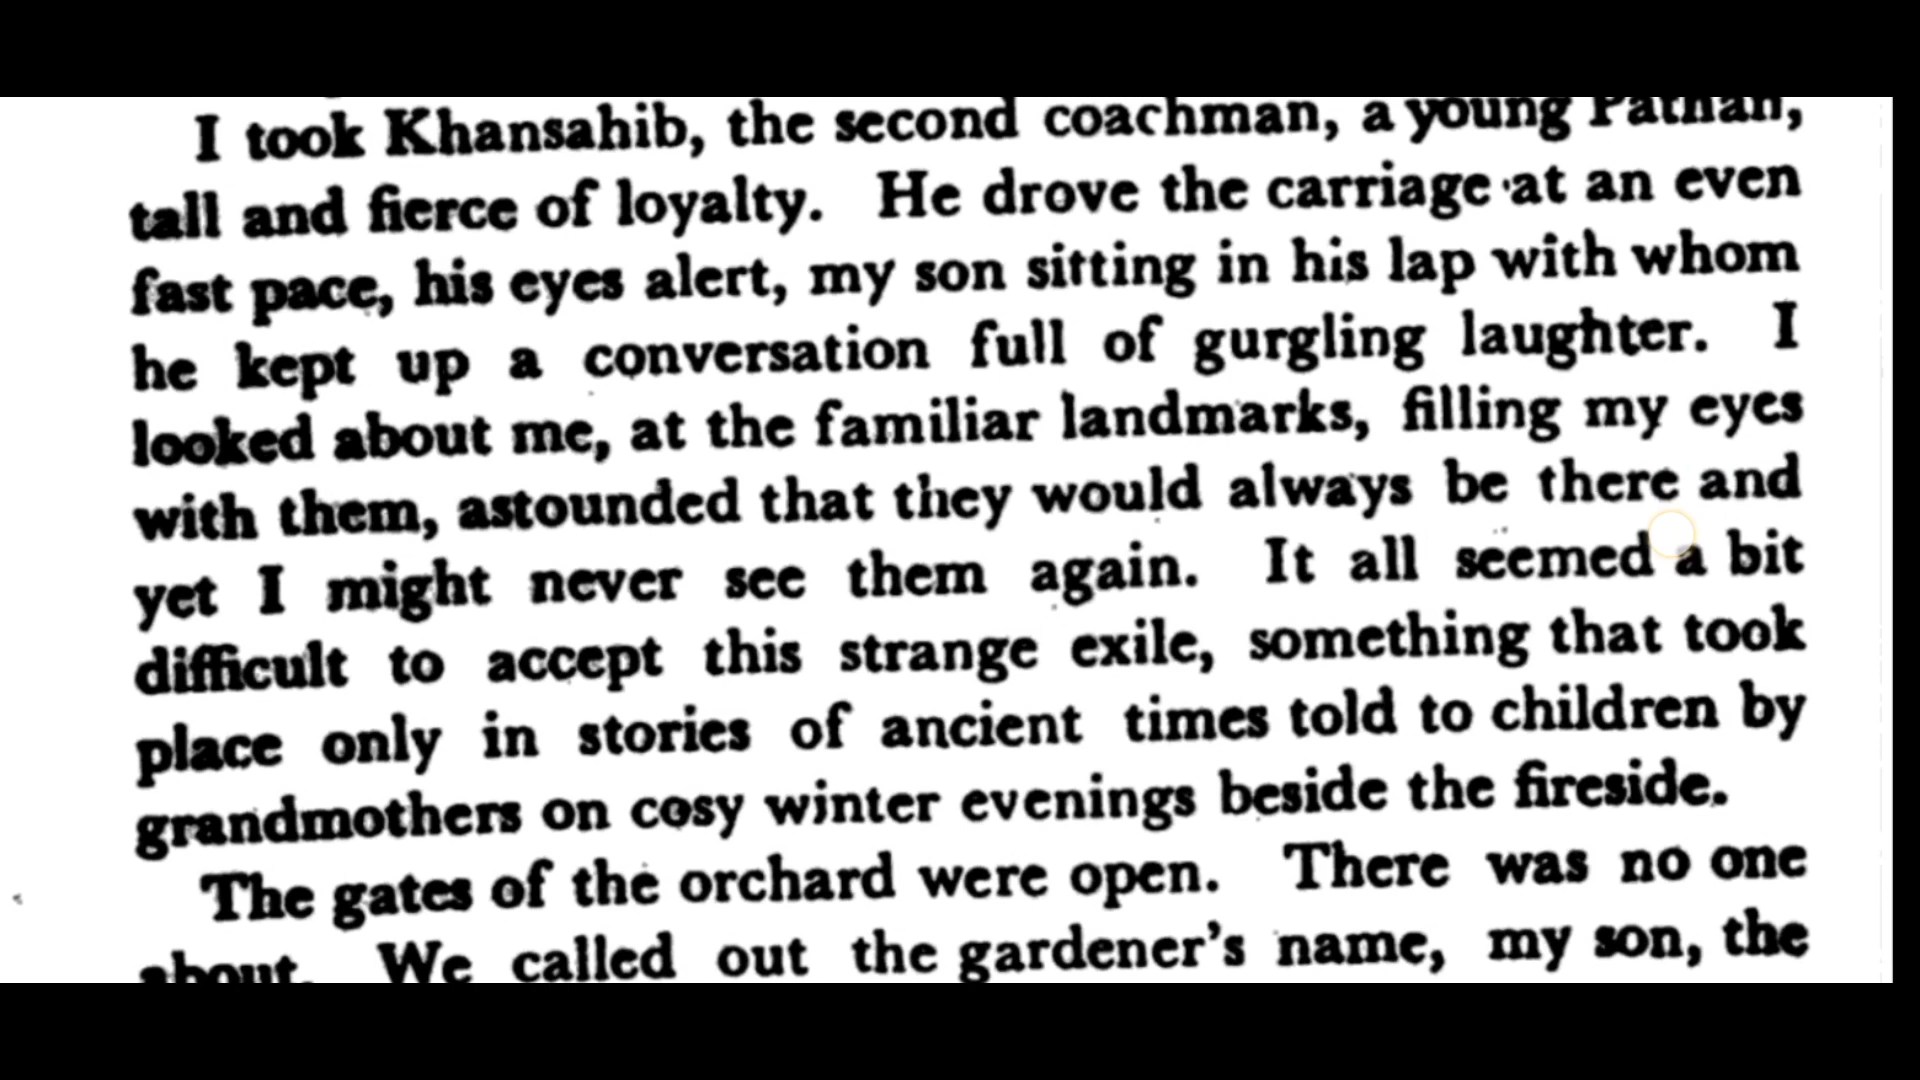 I took Khansahib, the second coachman, a young Pathan,
tall and fierce of loyalty. He drove the carriage at an even
fast pace, his eyes alert, my son sitting in his lap with whom
he kept up a conversation full of gurgling laughter. I
looked about me, at the familiar landmarks, filling my eyes
with them, astounded that they would always be there and
yet I might never see them again. It all seemed a bit
difficult to accept this strange exile, something that took
place only in stories of ancient times told to children by
grandmothers on cosy winter evenings beside the fireside.
The gates of the orchard were open. There was no one
about. We called out the gardener's name, my son, the